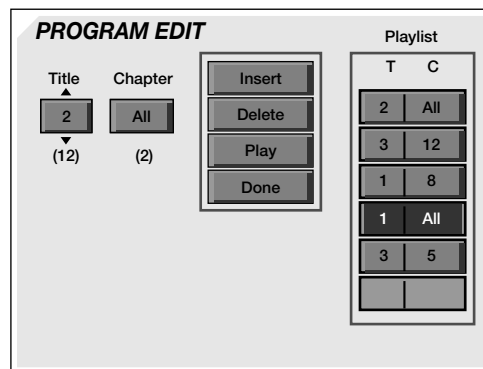 PROGRAM EDIT
Title Chapter
2 All
(12) (2)
Insert
Delete
Play
Done
Playlist
T C
2 All
3 12
1 8
1 All
3 5